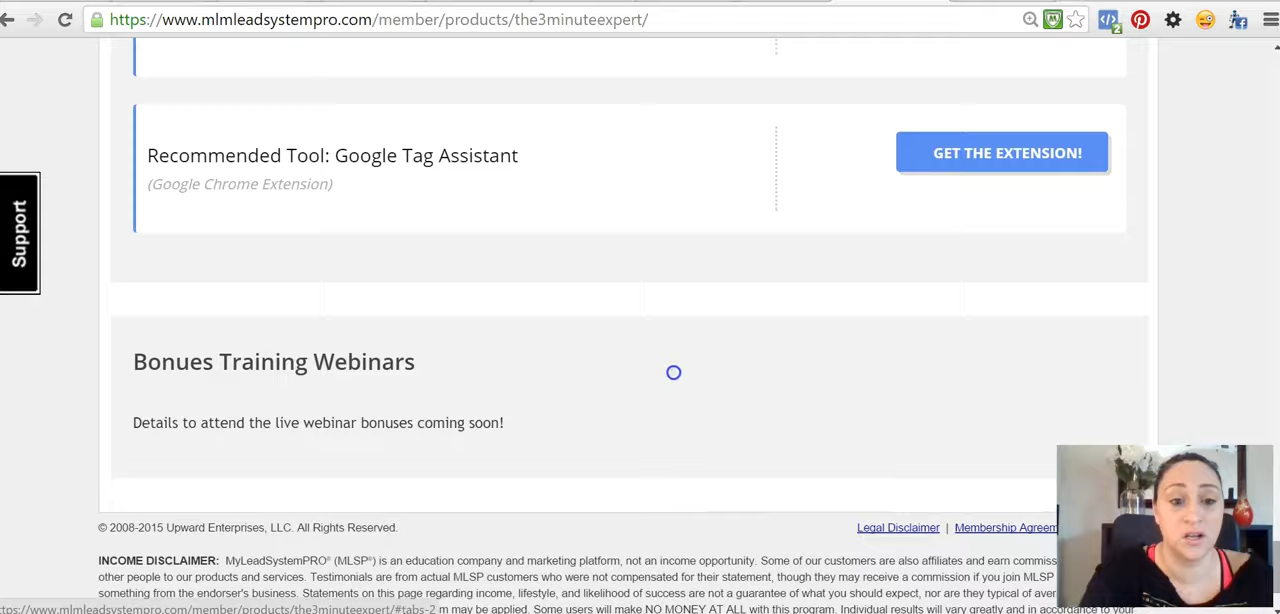 https://www.mlmleadsystempro.com/member/products/the3minuteexpert/
2
Recommended Tool: Google Tag Assistant
(Google Chrome Extension)
GET THE EXTENSION!
Support
Bonues Training Webinars
Details to attend the live webinar bonuses coming soon!
© 2008-2015 Upward Enterprises, LLC. All Rights Reserved.
Legal Disclaimer | Membership Agreem
INCOME DISCLAIMER: MyLeadSystemPRO® (MLSP®) is an education company and marketing platform, not an income opportunity. Some of our customers are also affiliates and earn commiss
other people to our products and services. Testimonials are from actual MLSP customers who were not compensated for their statement, though they may receive a commission if you join MLSP
something from the endorser's business. Statements on this page regarding income, lifestyle, and likelihood of success are not a guarantee of what you should expect, nor are they typical of aver
https://www.mlmleadsystempro.com/member/products/the3minuteexpert/#tabs-2 m may be applied. Some users will make NO MONEY AT ALL with this program. Individual results will vary greatly and in accordance to your